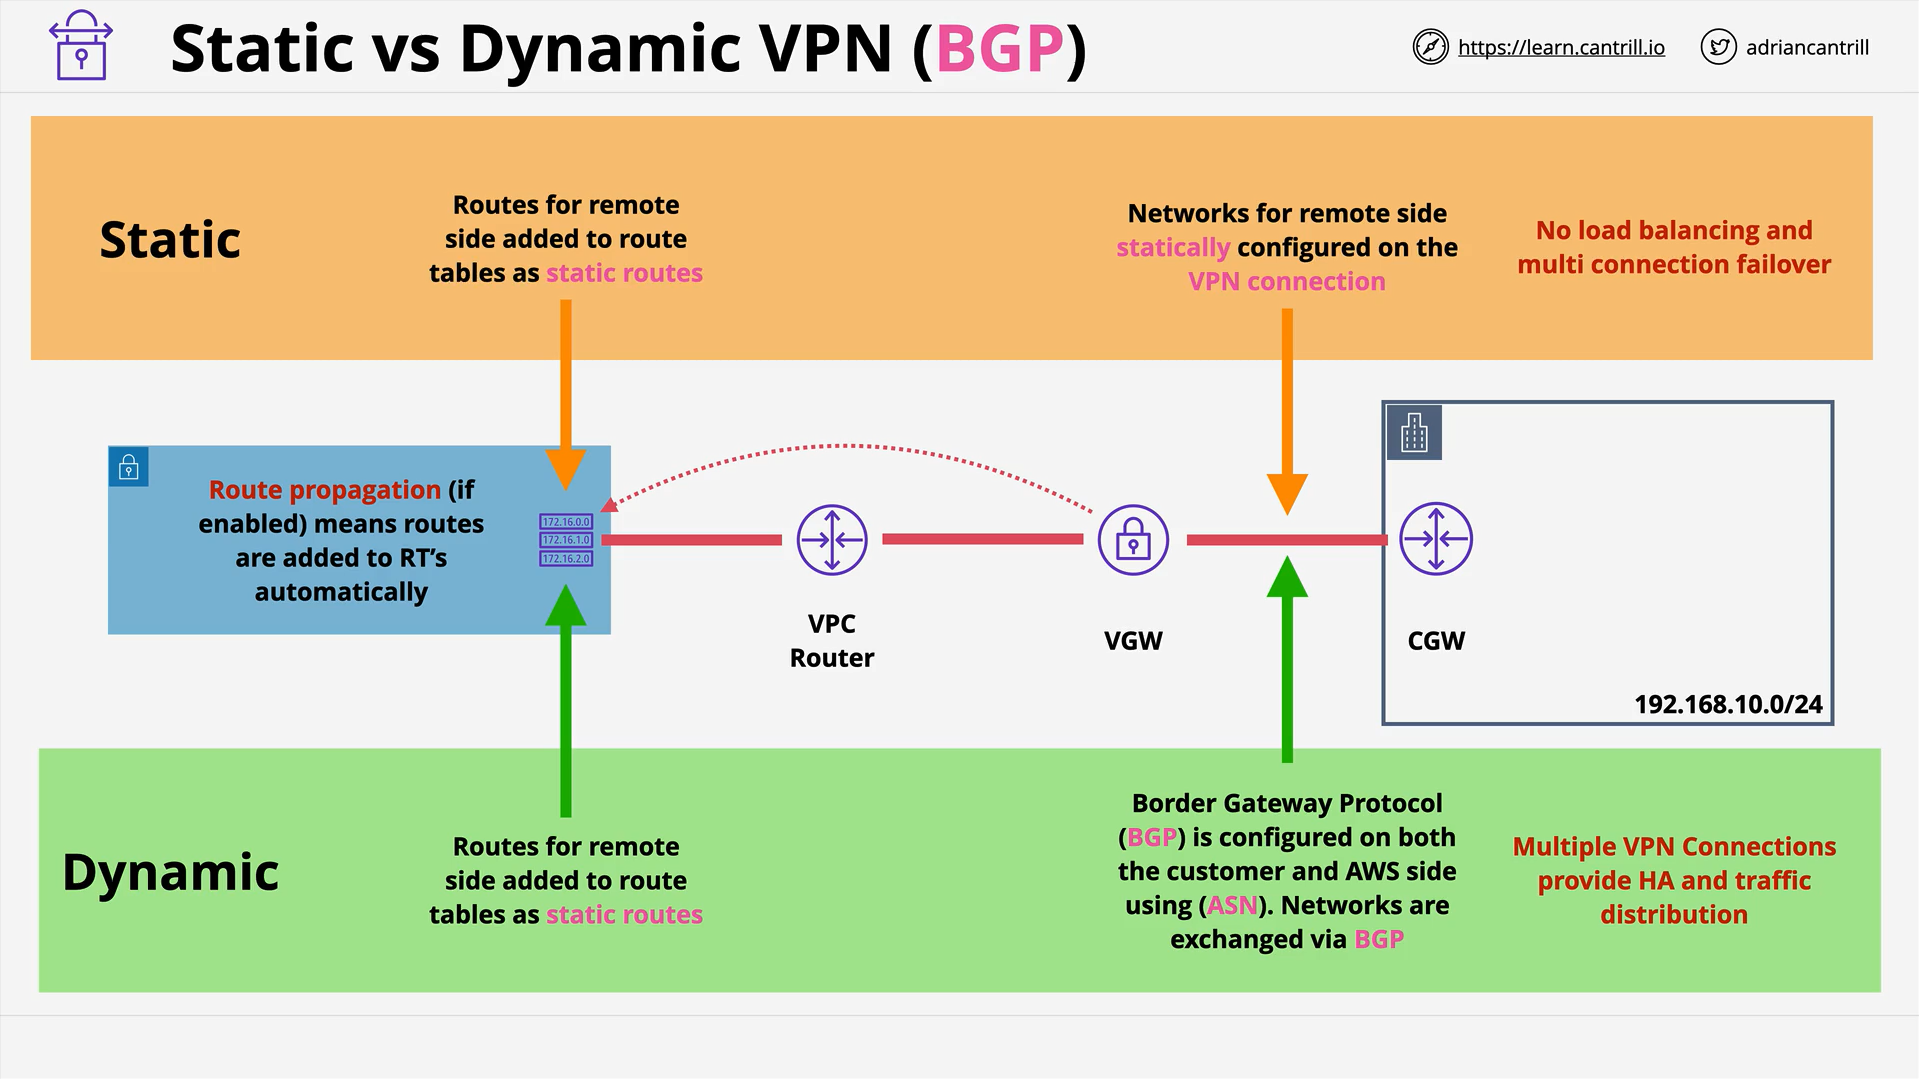 Static vs Dynamic VPN (BGP)
https://learn.cantrill.io
adriancantrill
Static
Routes for remote
side added to route
tables as static routes
Networks for remote side
statically configured on the
VPN connection
No load balancing and
multi connection failover
Route propagation (if
enabled) means routes
are added to RT's
automatically
172.16.0.0
172.16.1.0
172.16.2.0
VPC
Router
VGW
CGW
192.168.10.0/24
Dynamic
Routes for remote
side added to route
tables as static routes
Border Gateway Protocol
(BGP) is configured on both
the customer and AWS side
using (ASN). Networks are
exchanged via BGP
Multiple VPN Connections
provide HA and traffic
distribution